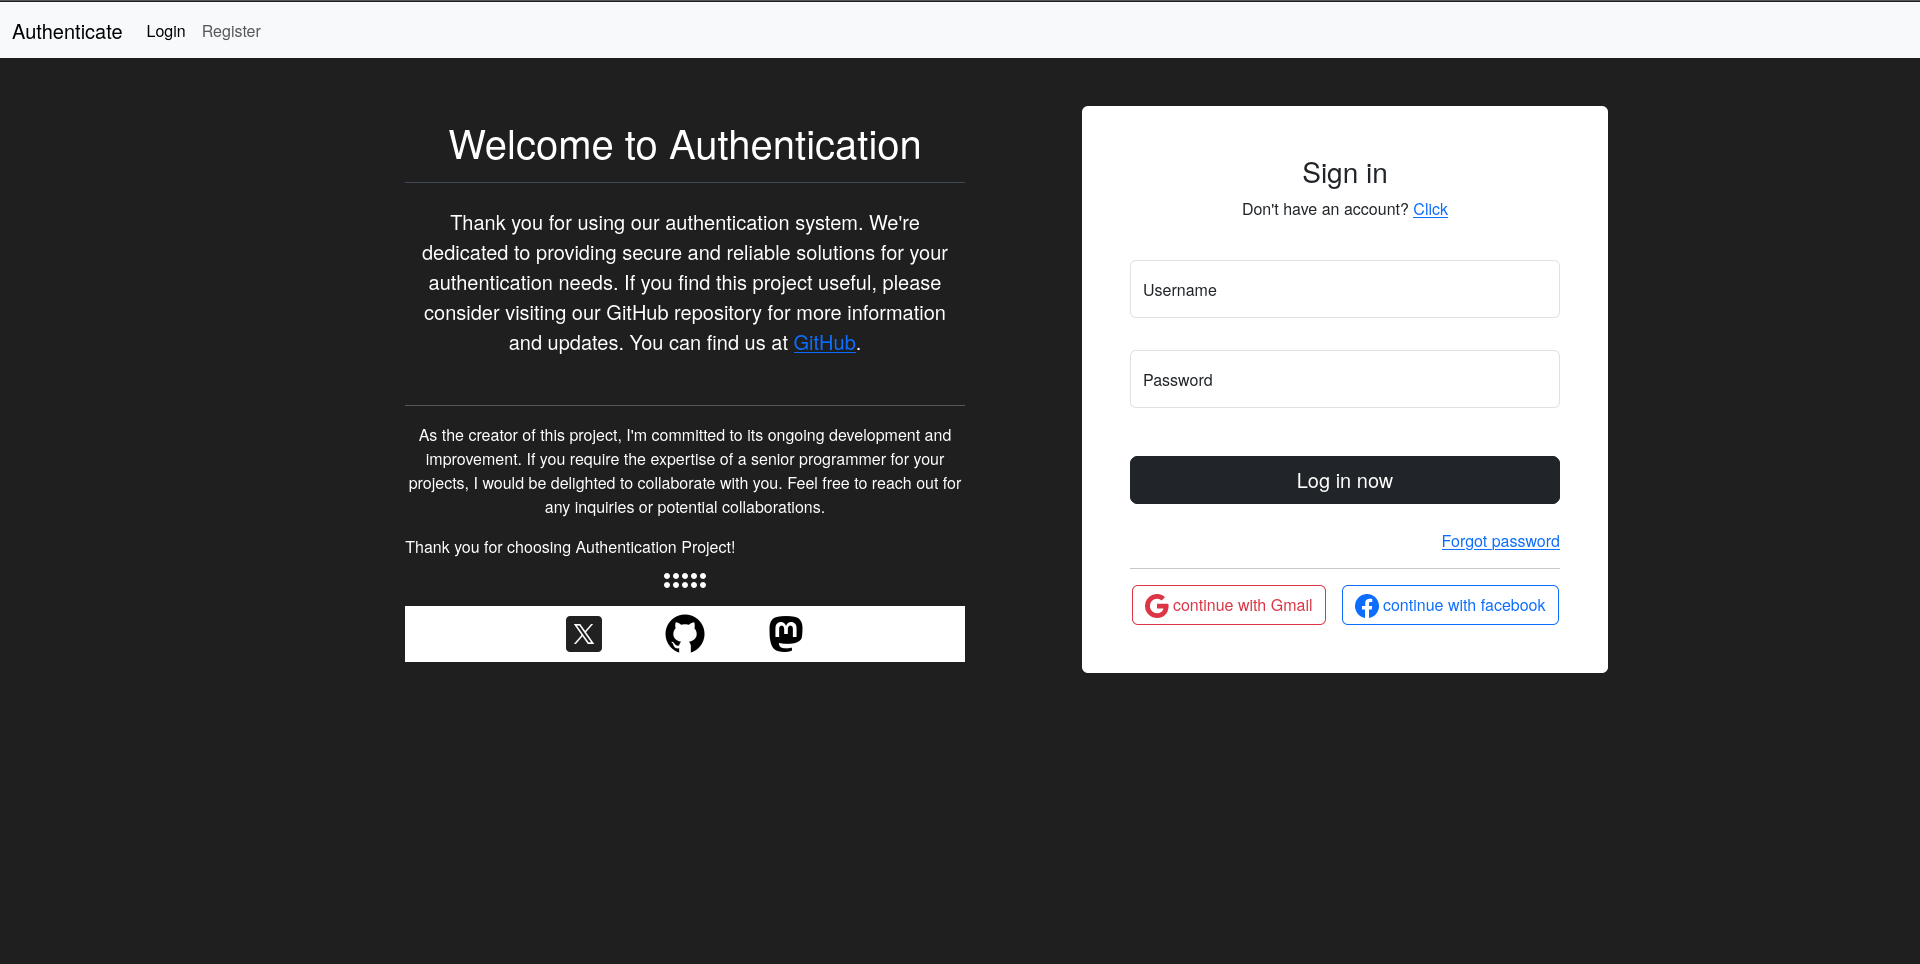 Authenticate Login Register
Welcome to Authentication
Thank you for using our authentication system. We're
dedicated to providing secure and reliable solutions for your
authentication needs. If you find this project useful, please
consider visiting our GitHub repository for more information
and updates. You can find us at GitHub.
As the creator of this project, I'm committed to its ongoing development and
improvement. If you require the expertise of a senior programmer for your
projects, I would be delighted to collaborate with you. Feel free to reach out for
any inquiries or potential collaborations.
Thank you for choosing Authentication Project!
Sign in
Don't have an account? Click
Username
Password
Log in now
Forgot password
continue with Gmail
continue with facebook